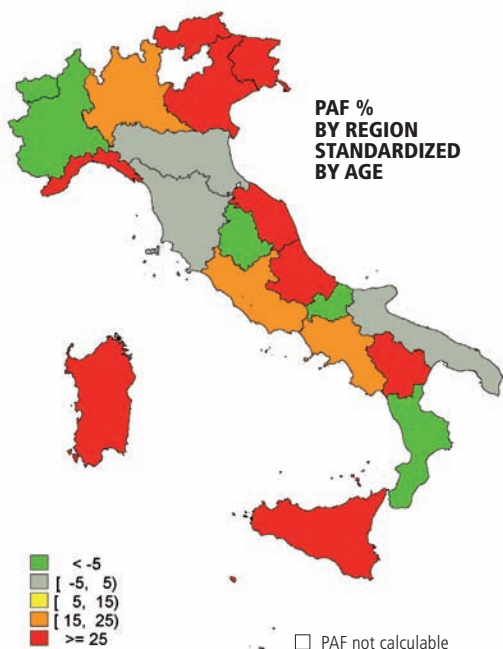 PAF %
BY REGION
STANDARDIZED
BY AGE
< -5
[ -5, 5)
[ 5, 15)
[ 15, 25)
>= 25
PAF not calculable